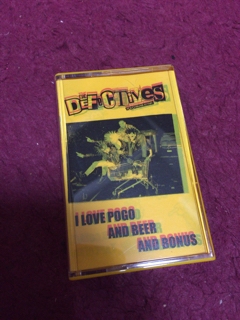 DEFECTIVES
I LOVE POGO
AND BEER
AND BONUS